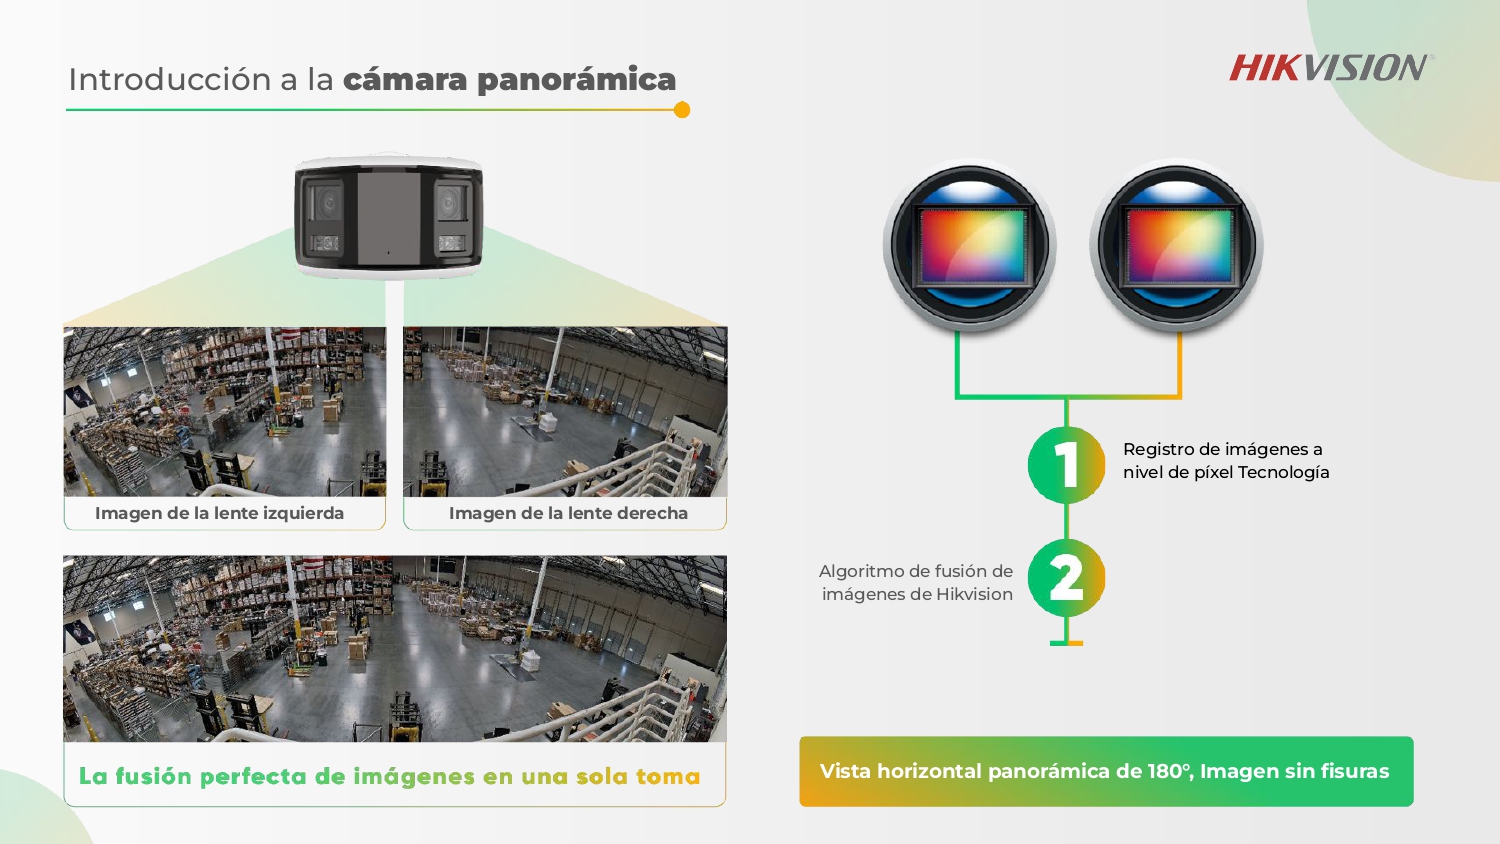 Introducción a la cámara panorámica
HIKVISION®
Imagen de la lente izquierda
Imagen de la lente derecha
La fusión perfecta de imágenes en una sola toma
1
Registro de imágenes a
nivel de píxel Tecnología
Algoritmo de fusión de
imágenes de Hikvision
2
Vista horizontal panorámica de 180°, Imagen sin fisuras